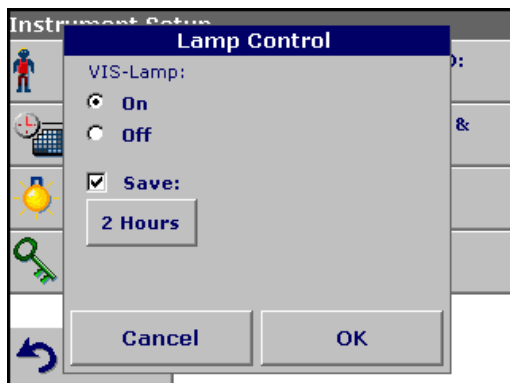 Lamp Control
VIS-Lamp:
On
Off
Save:
2 Hours
Cancel
OK
&